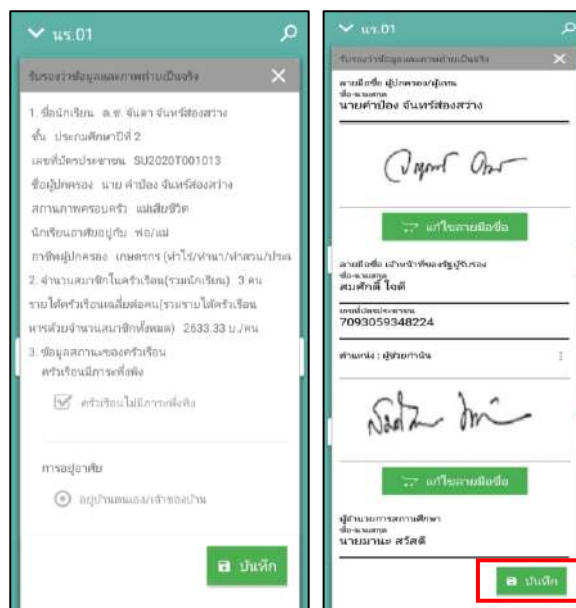 นร.01
รับรองว่าข้อมูลและภาพถ่ายเป็นจริง
1. ชื่อนักเรียน ด.ช. จันดา จันทร์ส่องสว่าง
ชั้น ประถมศึกษาปีที่ 2
เลขที่บัตรประชาชน SU2020T001013
ชื่อผู้ปกครอง นาย คำป้อง จันทร์ส่องสว่าง
สถานภาพครอบครัว แม่เสียชีวิต
นักเรียนอาศัยอยู่กับ พ่อ/แม่
อาชีพผู้ปกครอง เกษตรกร (ทำไร่/ทำนา/ทำสวน/ประม
2. จำนวนสมาชิกในครัวเรือน(รวมนักเรียน) 3 คน
รายได้ครัวเรือนเฉลี่ยต่อคน(รวมรายได้ครัวเรือน
หารด้วยจำนวนสมาชิกทั้งหมด) 2633.33 บ./คน
3. ข้อมูลสถานะของครัวเรือน
ครัวเรือนมีภาระพึ่งพิง
ครัวเรือนไม่มีภาระพึ่งพิง
การอยู่อาศัย
อยู่บ้านตนเอง/เจ้าของบ้าน
บันทึก
นร.01
รับรองว่าข้อมูลและภาพถ่ายเป็นจริง
ลายมือชื่อ ผู้ปกครอง/ผู้แทน
ชื่อ-นามสกุล
นายคำป้อง จันทร์ส่องสว่าง
แก้ไขลายมือชื่อ
ลายมือชื่อ เจ้าหน้าที่ของรัฐผู้รับรอง
ชื่อ-นามสกุล
สมศักดิ์ ใจดี
เลขที่บัตรประชาชน
7093059348224
ตำแหน่ง : ผู้ช่วยกำนัน
แก้ไขลายมือชื่อ
ผู้อำนวยการสถานศึกษา
ชื่อ-นามสกุล
นายมานะ สวัสดี
บันทึก